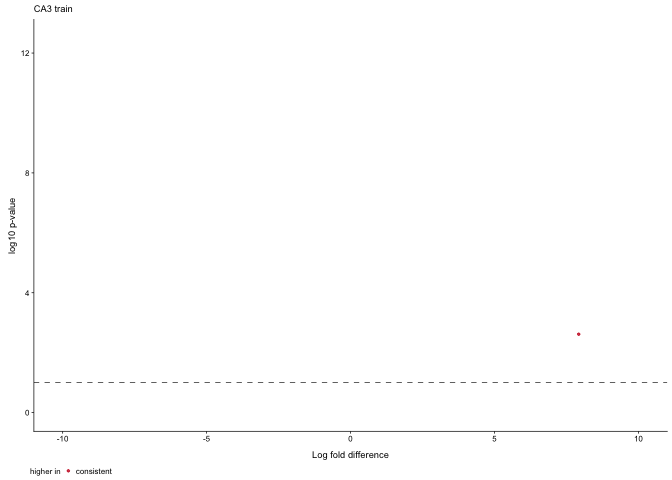 CA3 train
12
8
4
0
log10 p-value
-10
-5
0
5
10
Log fold difference
higher in
consistent